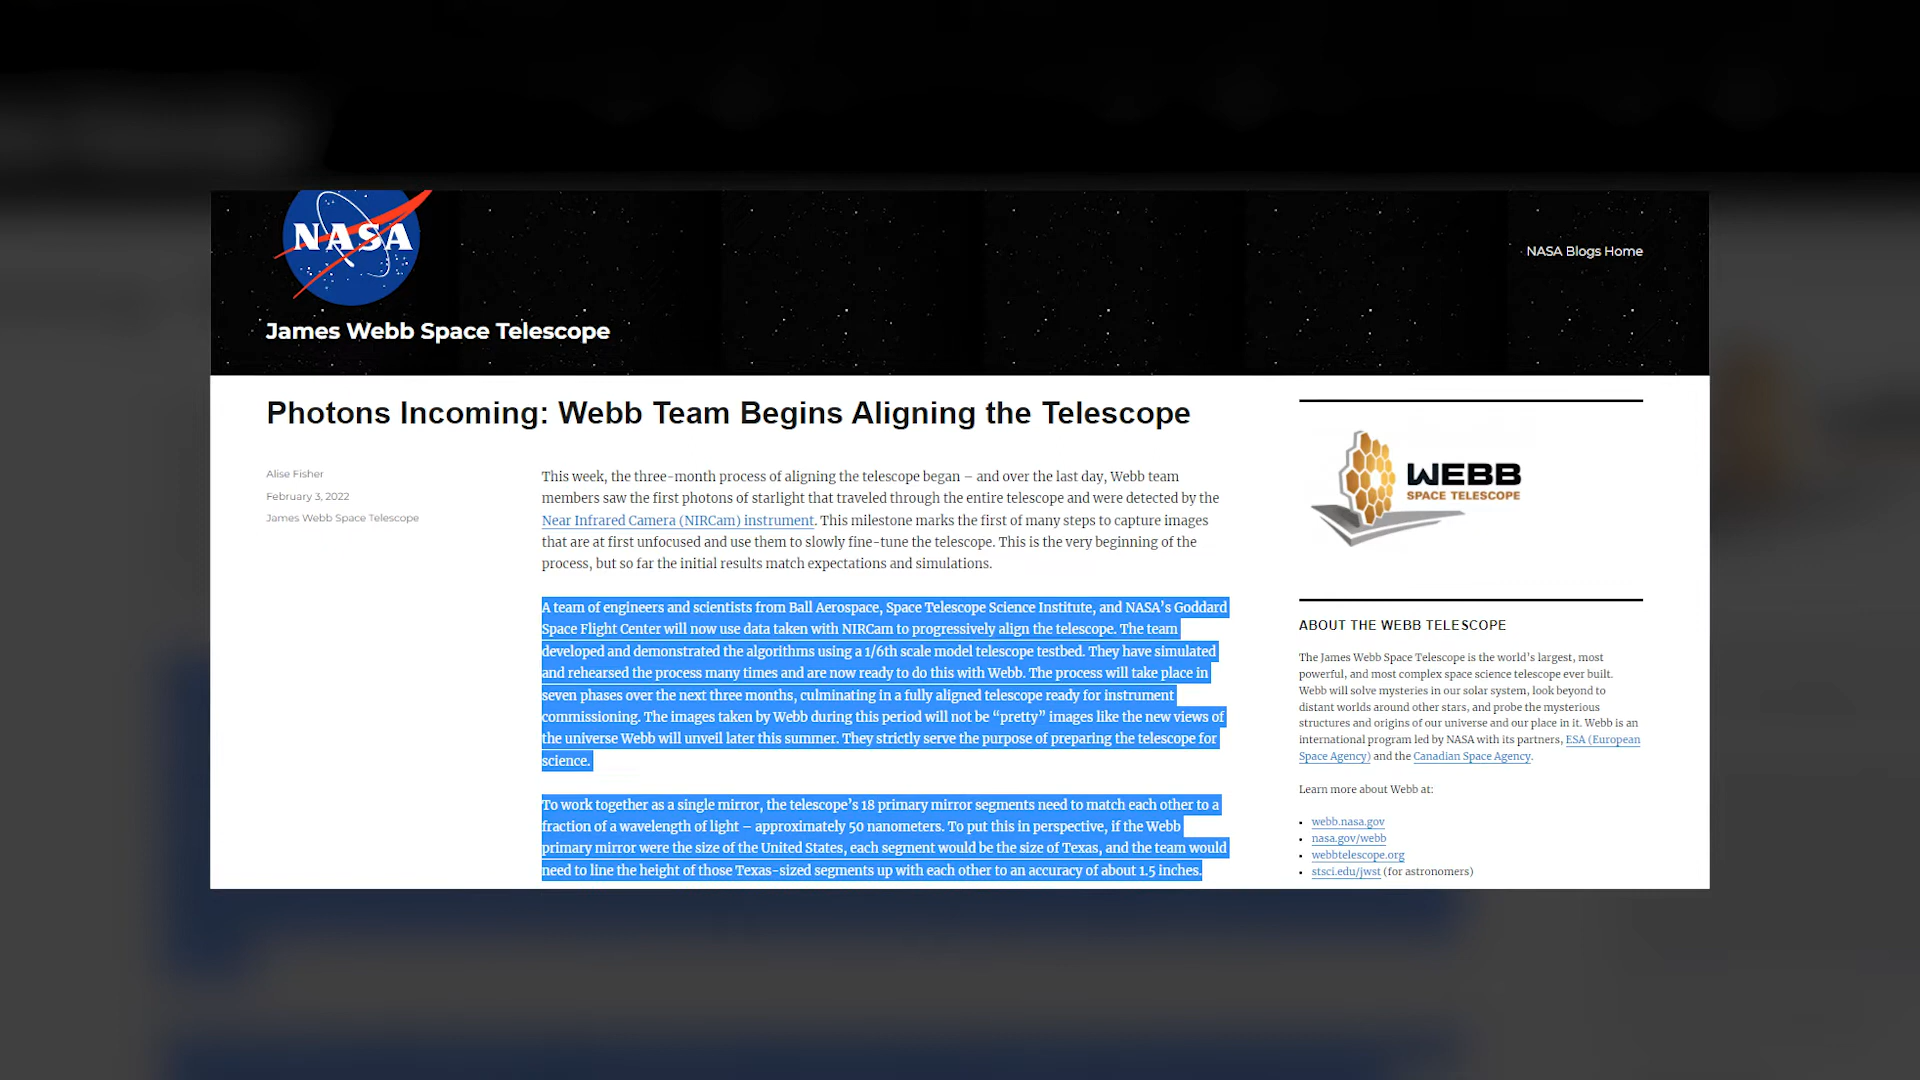 NASA
NASA Blogs Home
James Webb Space Telescope
Photons Incoming: Webb Team Begins Aligning the Telescope
Alise Fisher
February 3, 2022
James Webb Space Telescope
This week, the three-month process of aligning the telescope began – and over the last day, Webb team
members saw the first photons of starlight that traveled through the entire telescope and were detected by the
Near Infrared Camera (NIRCam) instrument. This milestone marks the first of many steps to capture images
that are at first unfocused and use them to slowly fine-tune the telescope. This is the very beginning of the
process, but so far the initial results match expectations and simulations.
A team of engineers and scientists from Ball Aerospace, Space Telescope Science Institute, and NASA’s Goddard
Space Flight Center will now use data taken with NIRCam to progressively align the telescope. The team
developed and demonstrated the algorithms using a 1/6th scale model telescope testbed. They have simulated
and rehearsed the process many times and are now ready to do this with Webb. The process will take place in
seven phases over the next three months, culminating in a fully aligned telescope ready for instrument
commissioning. The images taken by Webb during this period will not be “pretty” images like the new views of
the universe Webb will unveil later this summer. They strictly serve the purpose of preparing the telescope for
science.
To work together as a single mirror, the telescope’s 18 primary mirror segments need to match each other to a
fraction of a wavelength of light – approximately 50 nanometers. To put this in perspective, if the Webb
primary mirror were the size of the United States, each segment would be the size of Texas, and the team would
need to line the height of those Texas-sized segments up with each other to an accuracy of about 1.5 inches.
WEBB
SPACE TELESCOPE
ABOUT THE WEBB TELESCOPE
The James Webb Space Telescope is the world’s largest, most
powerful, and most complex space science telescope ever built.
Webb will solve mysteries in our solar system, look beyond to
distant worlds around other stars, and probe the mysterious
structures and origins of our universe and our place in it. Webb is an
international program led by NASA with its partners, ESA (European
Space Agency) and the Canadian Space Agency.
Learn more about Webb at:
• webb.nasa.gov
• nasa.gov/webb
• webbtelescope.org
• stsci.edu/jwst (for astronomers)